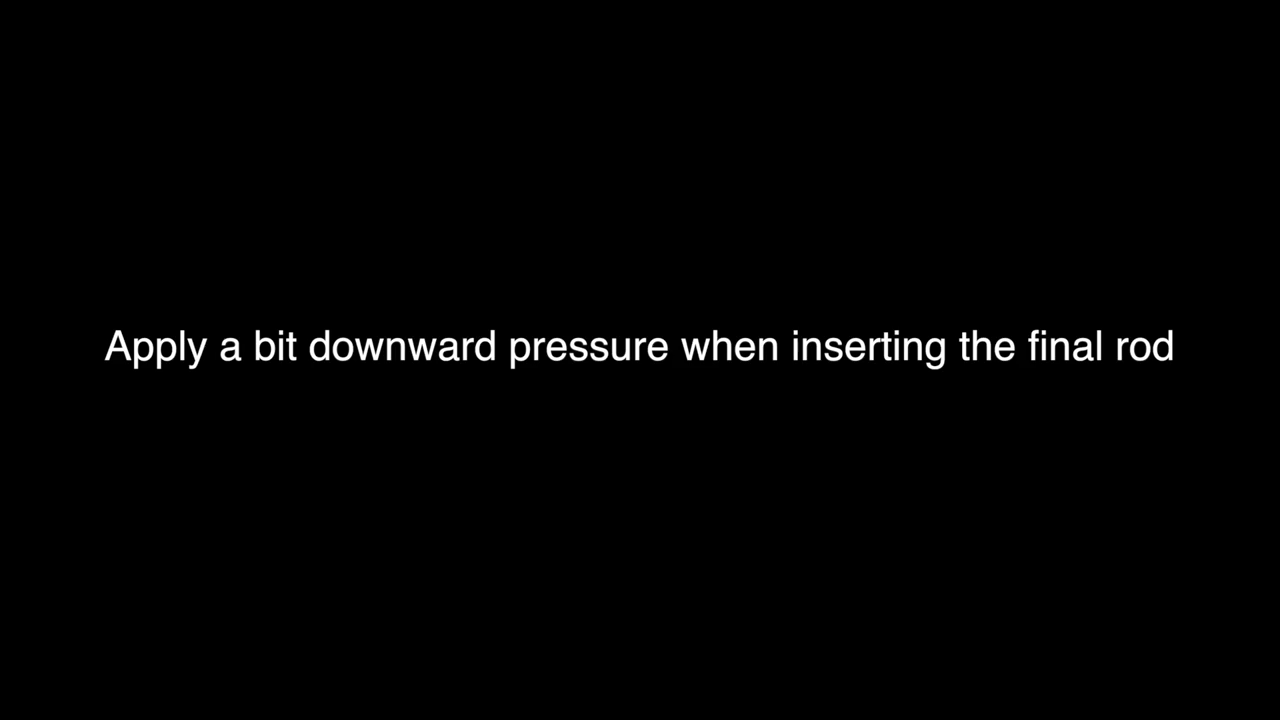 Apply a bit downward pressure when inserting the final rod